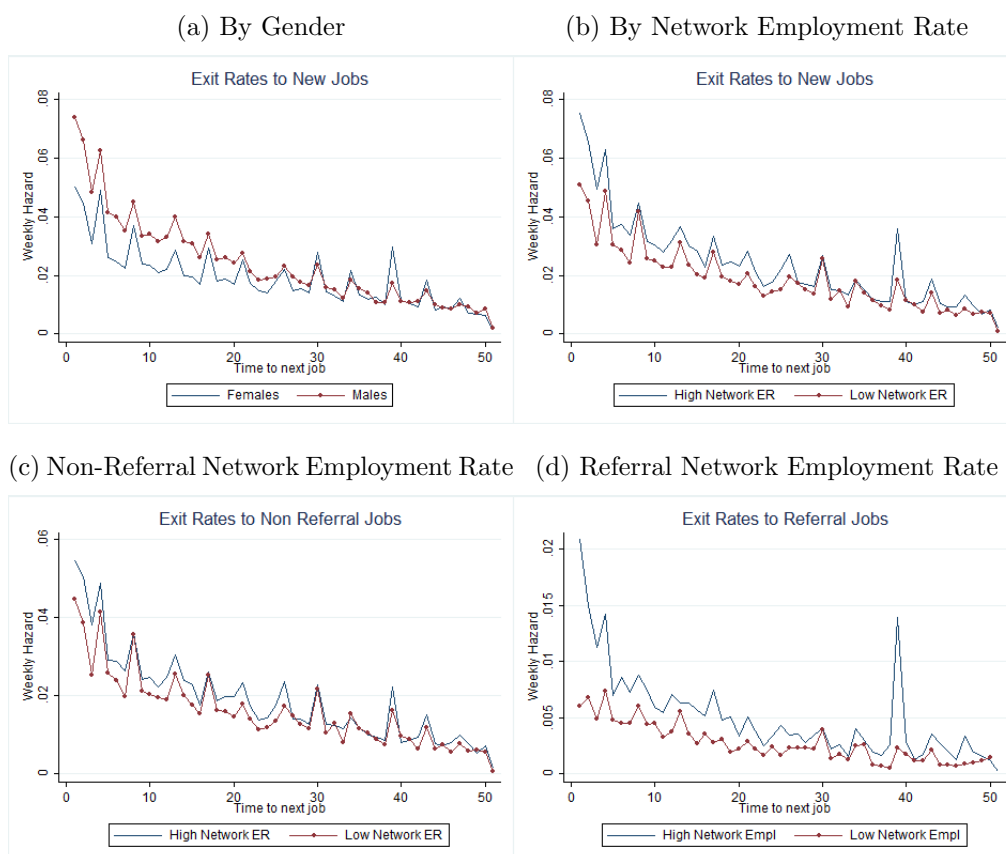 (a) By Gender
(b) By Network Employment Rate
Exit Rates to New Jobs
Weekly Hazard
0 .02 .04 .06 .08
0 10 20 30 40 50
Time to next job
Females Males
Exit Rates to New Jobs
Weekly Hazard
0 .02 .04 .06 .08
0 10 20 30 40 50
Time to next job
High Network ER Low Network ER
(c) Non-Referral Network Employment Rate
(d) Referral Network Employment Rate
Exit Rates to Non Referral Jobs
Weekly Hazard
0 .02 .04 .06
0 10 20 30 40 50
Time to next job
High Network ER Low Network ER
Exit Rates to Referral Jobs
Weekly Hazard
0 .005 .01 .015 .02
0 10 20 30 40 50
Time to next job
High Network Empl Low Network Empl